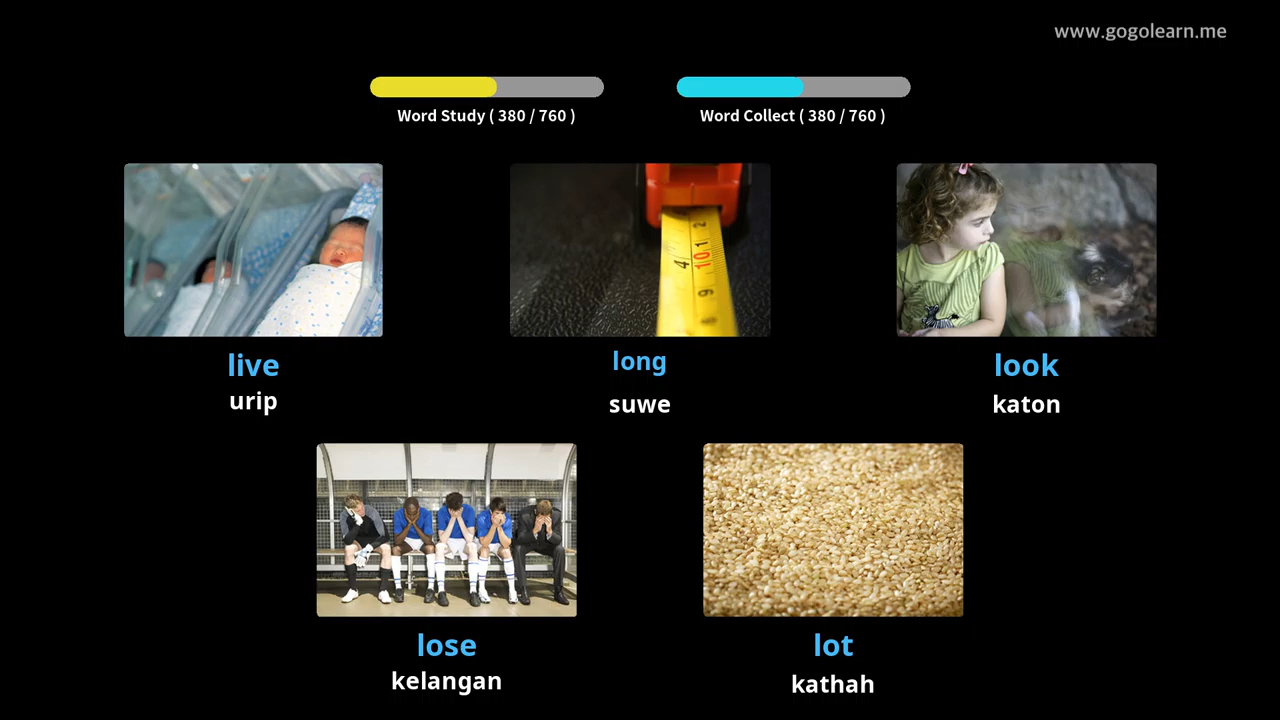 www.gogolearn.me
Word Study ( 380 / 760 )
Word Collect ( 380 / 760 )
live
urip
long
suwe
look
katon
lose
kelangan
lot
kathah